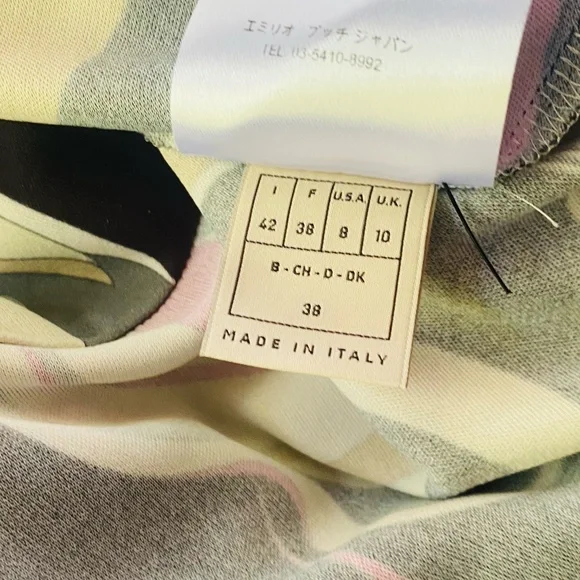 エミリオ プッチ ジャパン
TEL 03-5410-8992
I F U.S.A. U.K.
42 38 8 10
B - CH - D - DK
38
MADE IN ITALY